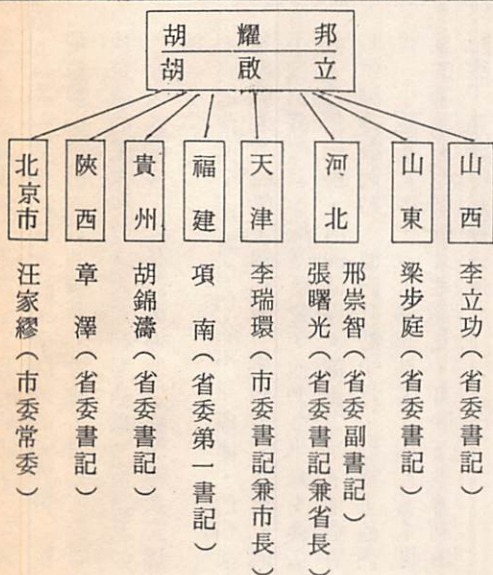 胡耀邦
胡啟立
山西
李立功（省委書記）
山東
梁步庭（省委書記）
河北
邢崇智（省委副書記）
張曙光（省委書記兼省長）
天津
李瑞環（市委書記兼市長）
福建
項南（省委第一書記）
貴州
胡錦濤（省委書記）
陝西
章澤（省委書記）
北京市
汪家繆（市委常委）